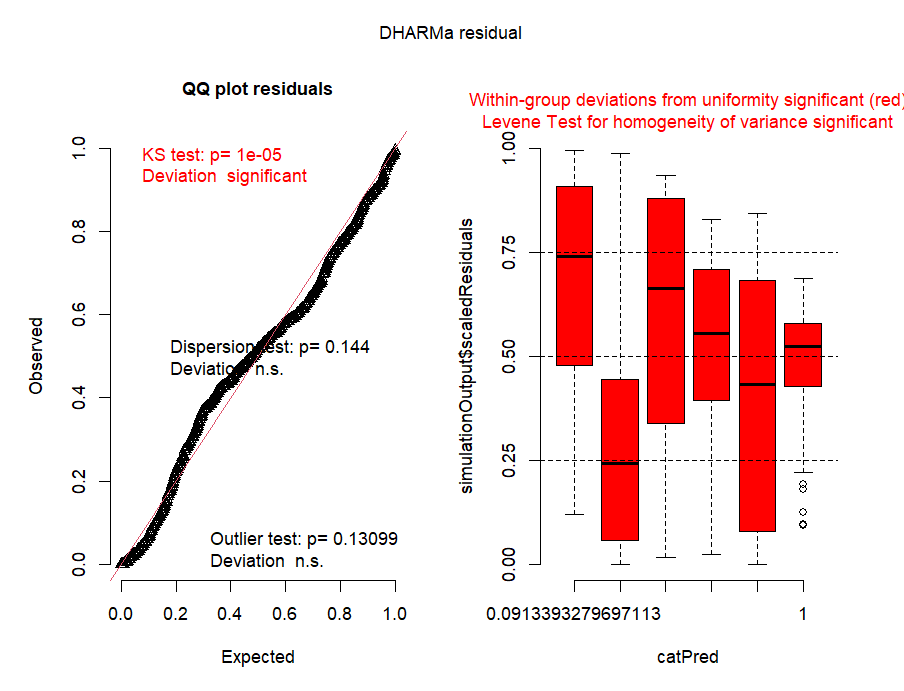 DHARMa residual
QQ plot residuals
KS test: p= 1e-05
Deviation significant
Dispersion test: p= 0.144
Deviation n.s.
Outlier test: p= 0.13099
Deviation n.s.
Observed
0.0 0.2 0.4 0.6 0.8 1.0
0.0 0.2 0.4 0.6 0.8 1.0
Expected
Within-group deviations from uniformity significant (red)
Levene Test for homogeneity of variance significant
simulationOutput$scaledResiduals
0.00 0.25 0.50 0.75 1.00
0.0913393279697113 1
catPred